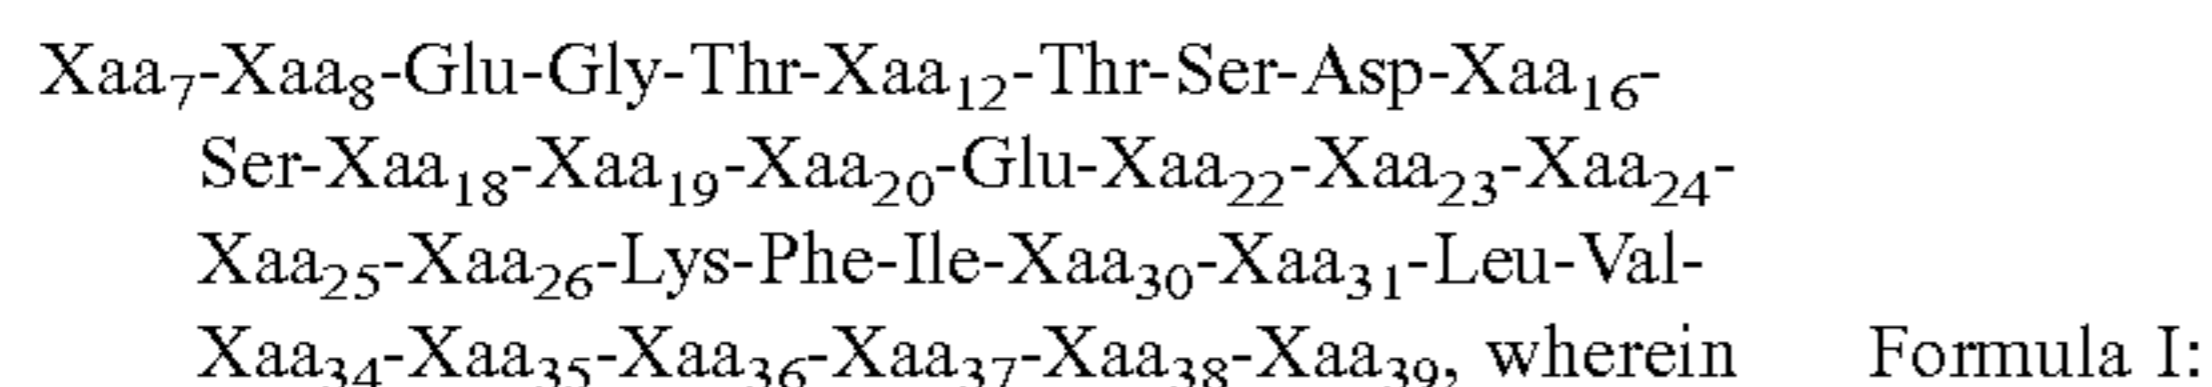 Xaa₇-Xaa₈-Glu-Gly-Thr-Xaa₁₂-Thr-Ser-Asp-Xaa₁₆-
Ser-Xaa₁₈-Xaa₁₉-Xaa₂₀-Glu-Xaa₂₂-Xaa₂₃-Xaa₂₄-
Xaa₂₅-Xaa₂₆-Lys-Phe-Ile-Xaa₃₀-Xaa₃₁-Leu-Val-
Xaa₃₄-Xaa₃₅-Xaa₃₆-Xaa₃₇-Xaa₃₈-Xaa₃₉, wherein Formula I: